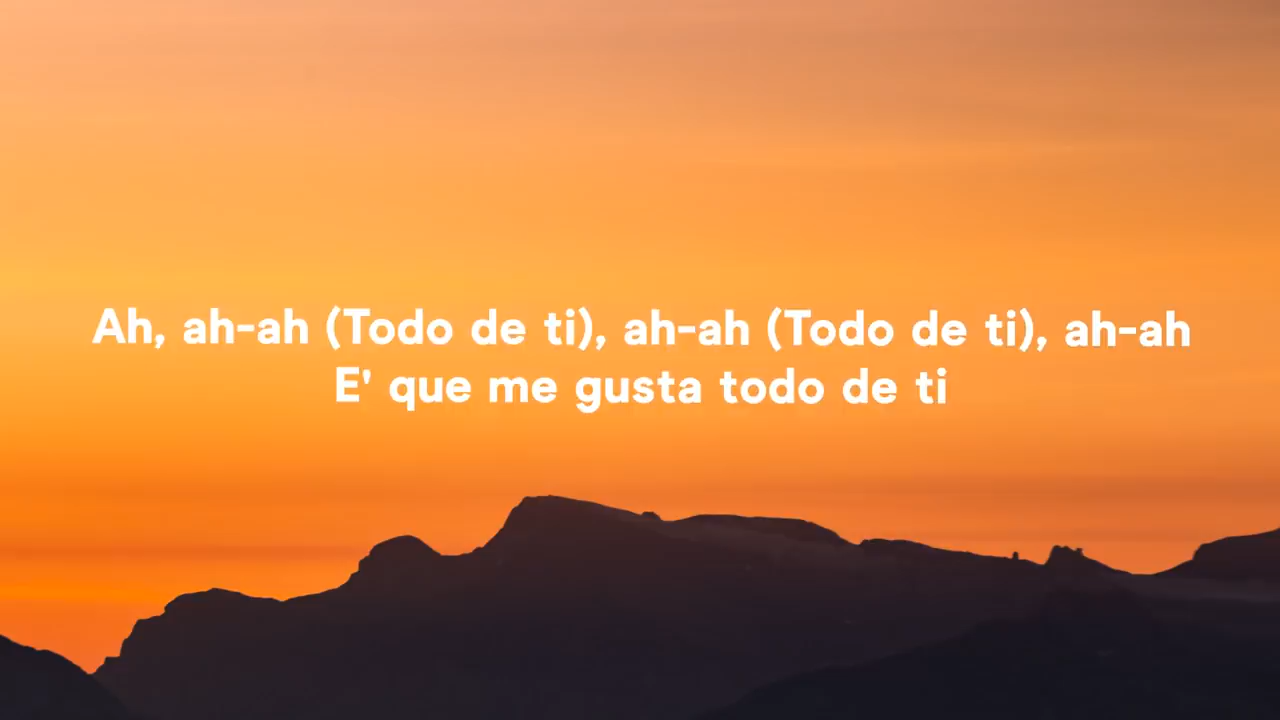 Ah, ah-ah (Todo de ti), ah-ah (Todo de ti), ah-ah
E' que me gusta todo de ti